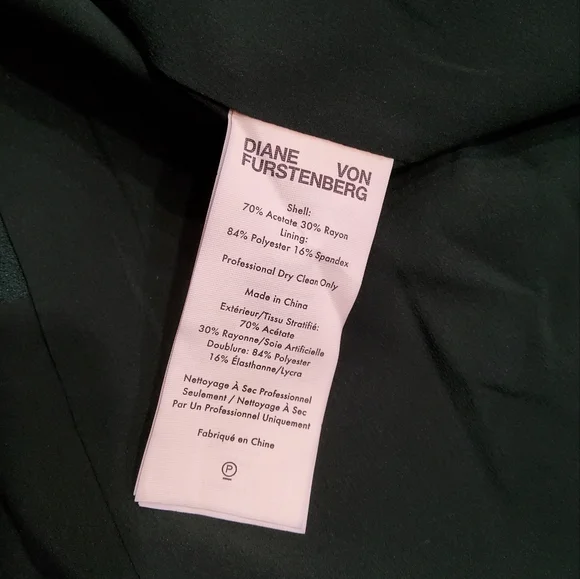 DIANE VON
FURSTENBERG
Shell:
70% Acetate 30% Rayon
Lining:
84% Polyester 16% Spandex
Professional Dry Clean Only
Made in China
Extérieur/Tissu Stratifié:
70% Acétate
30% Rayonne/Soie Artificielle
Doublure: 84% Polyester
16% Élasthanne/Lycra
Nettoyage À Sec Professionnel
Seulement / Nettoyage À Sec
Par Un Professionnel Uniquement
Fabriqué en Chine
P